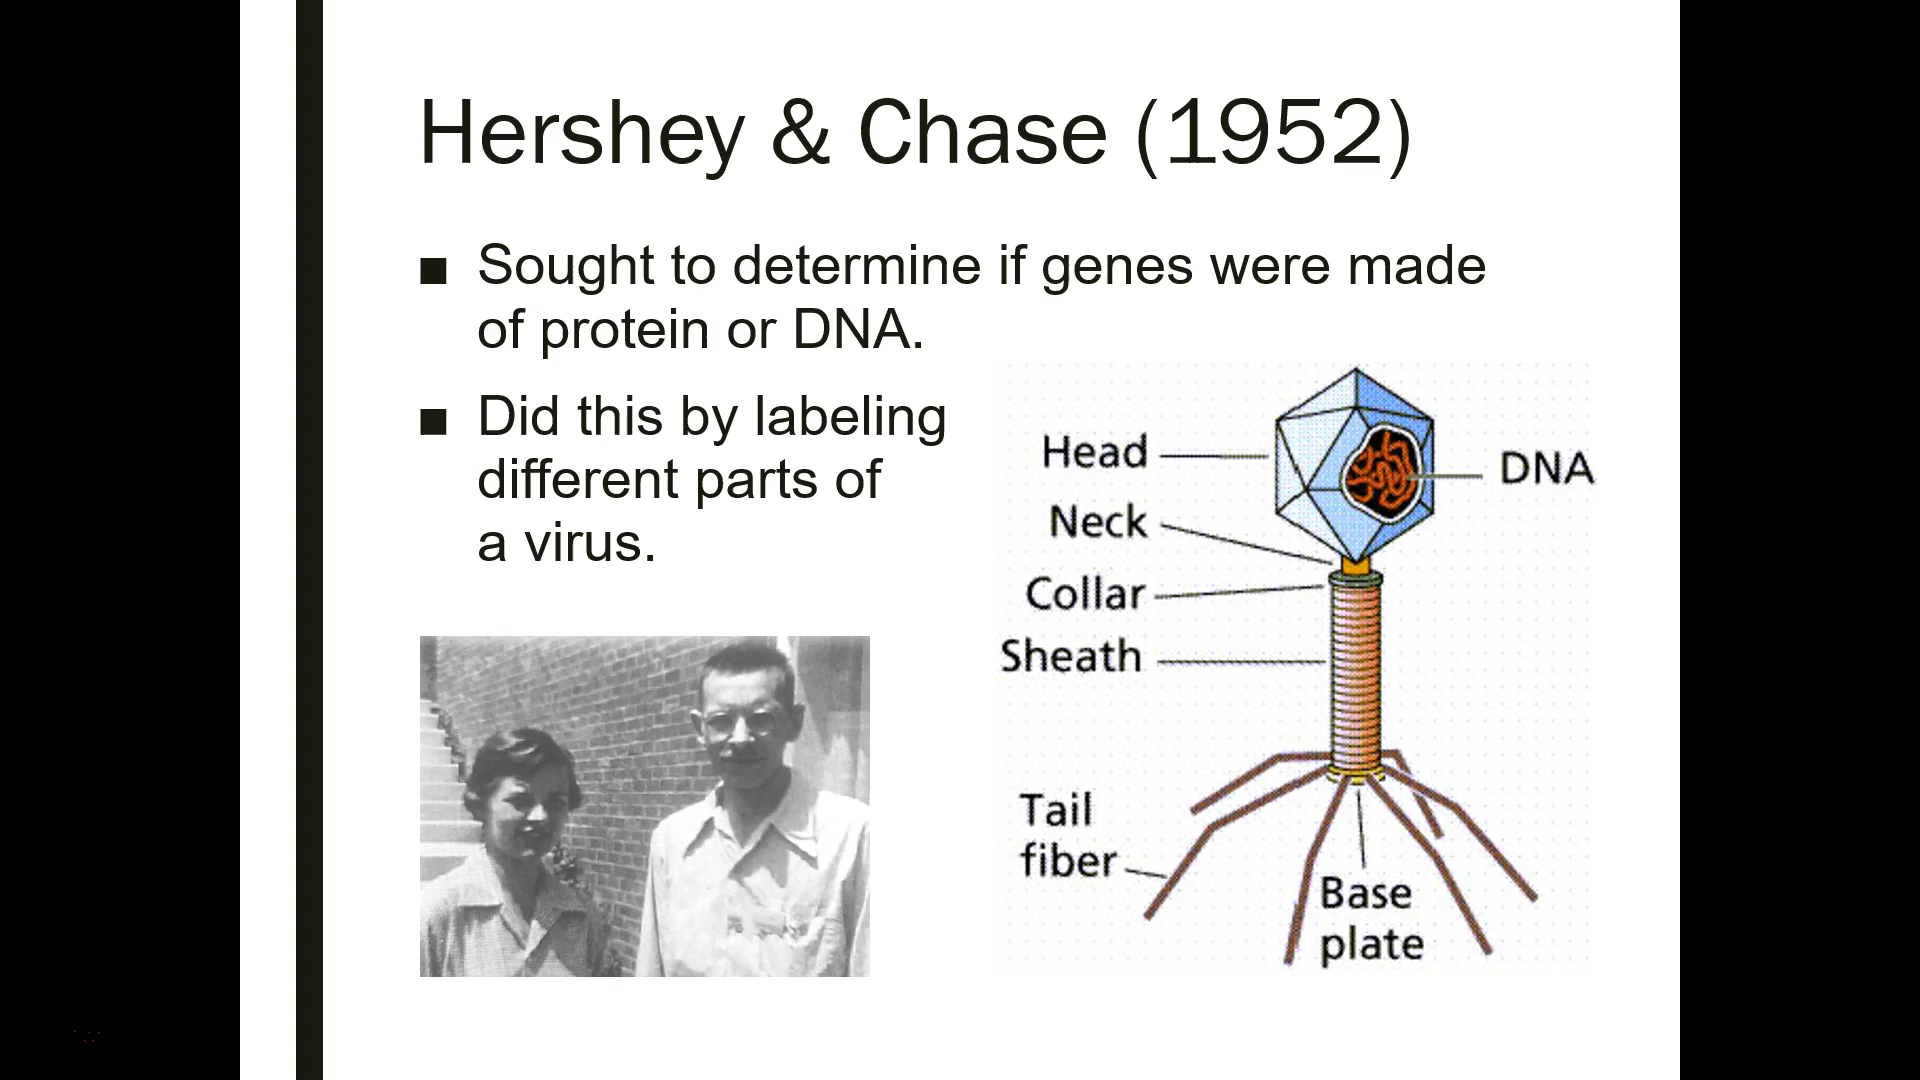 Hershey & Chase (1952)
■ Sought to determine if genes were made
of protein or DNA.
■ Did this by labeling
different parts of
a virus.
Head
DNA
Neck
Collar
Sheath
Tail
fiber
Base
plate